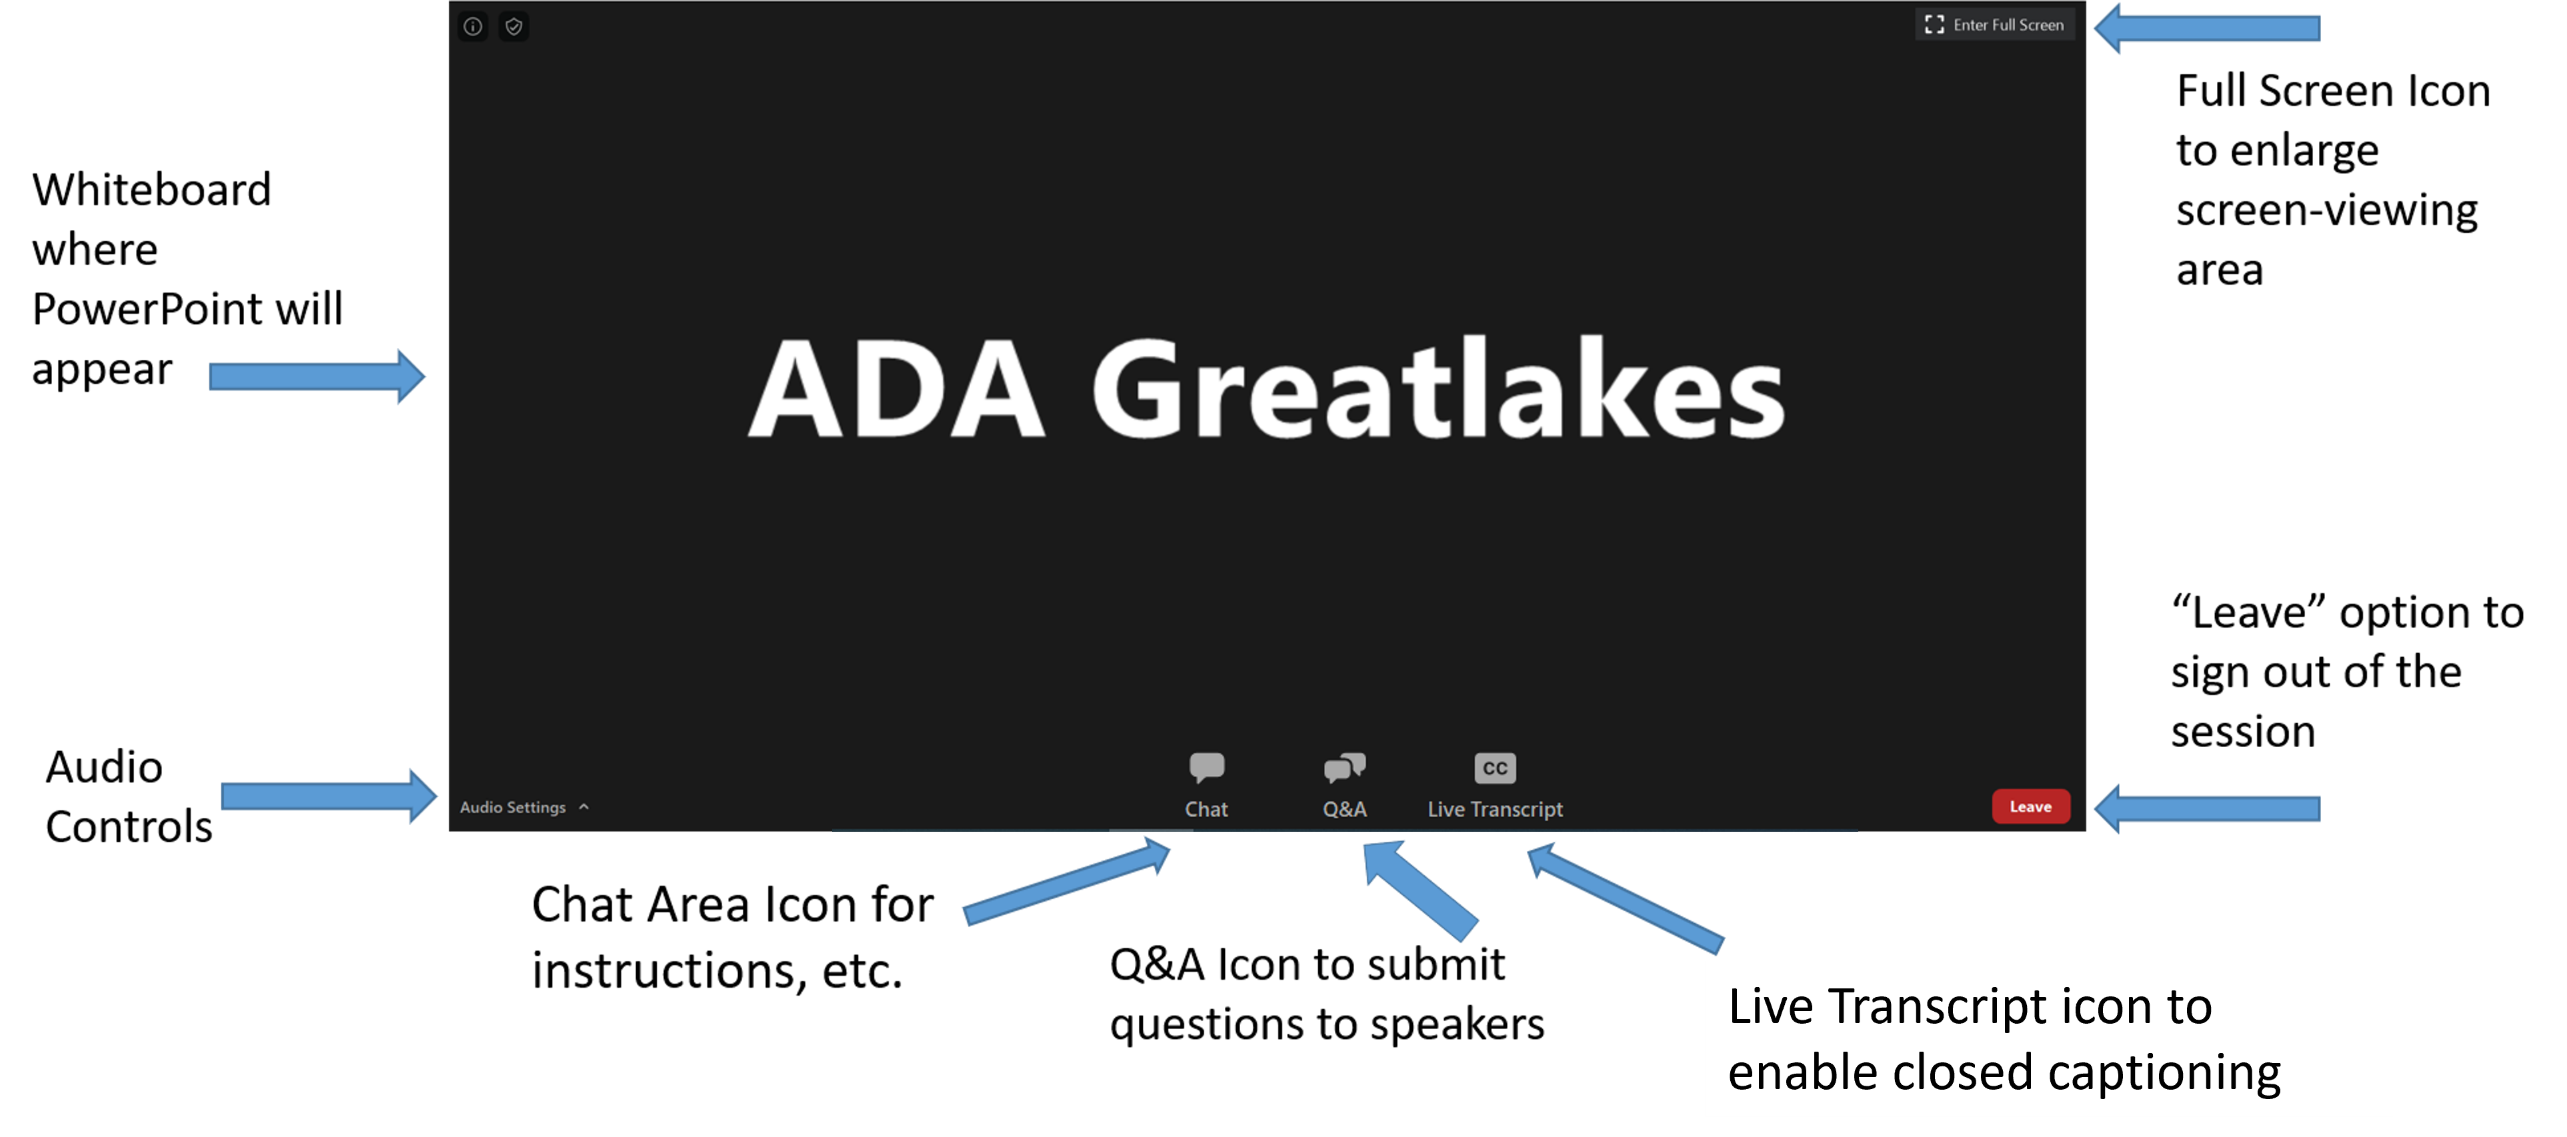 Enter Full Screen
Full Screen Icon
to enlarge
screen-viewing
area
Whiteboard
where
PowerPoint will
appear
ADA Greatlakes
"Leave" option to
sign out of the
session
Audio
Controls
Audio Settings
Chat
Q&A
CC
Live Transcript
Leave
Chat Area Icon for
instructions, etc.
Q&A Icon to submit
questions to speakers
Live Transcript icon to
enable closed captioning